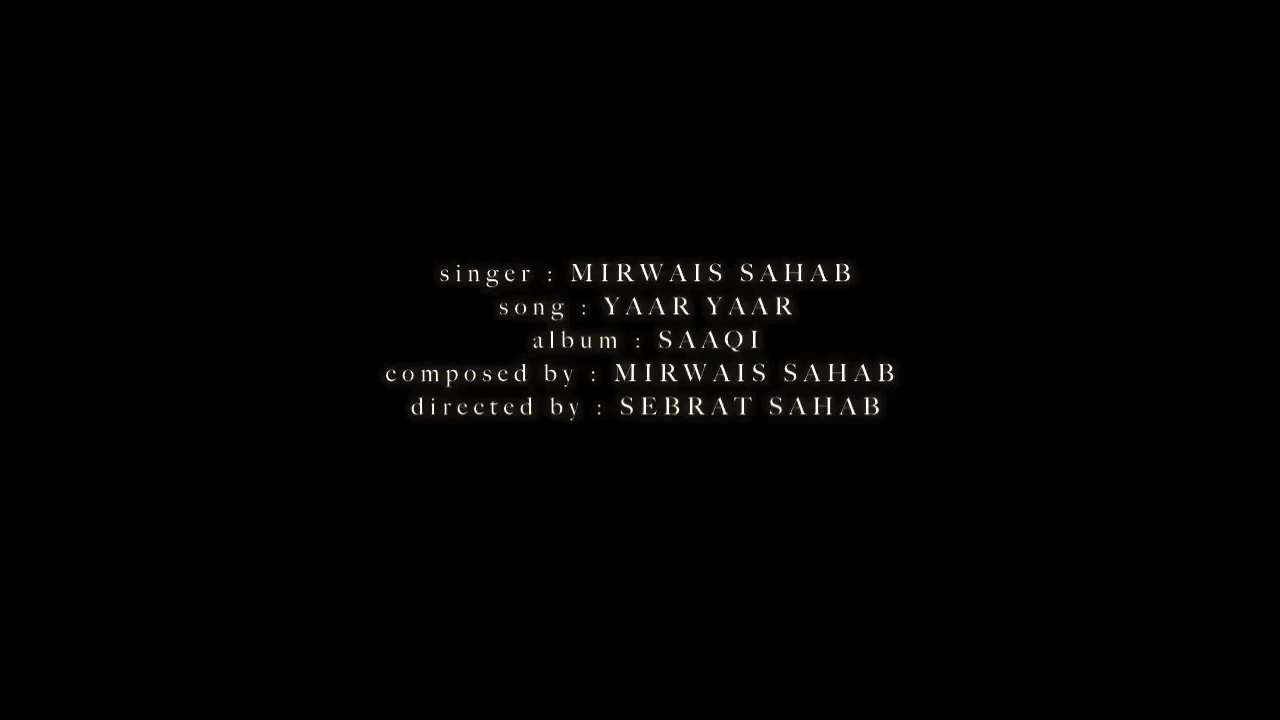 singer : MIRWAIS SAHAB
song : YAAR YAAR
album : SAAQI
composed by : MIRWAIS SAHAB
directed by : SEBRAT SAHAB